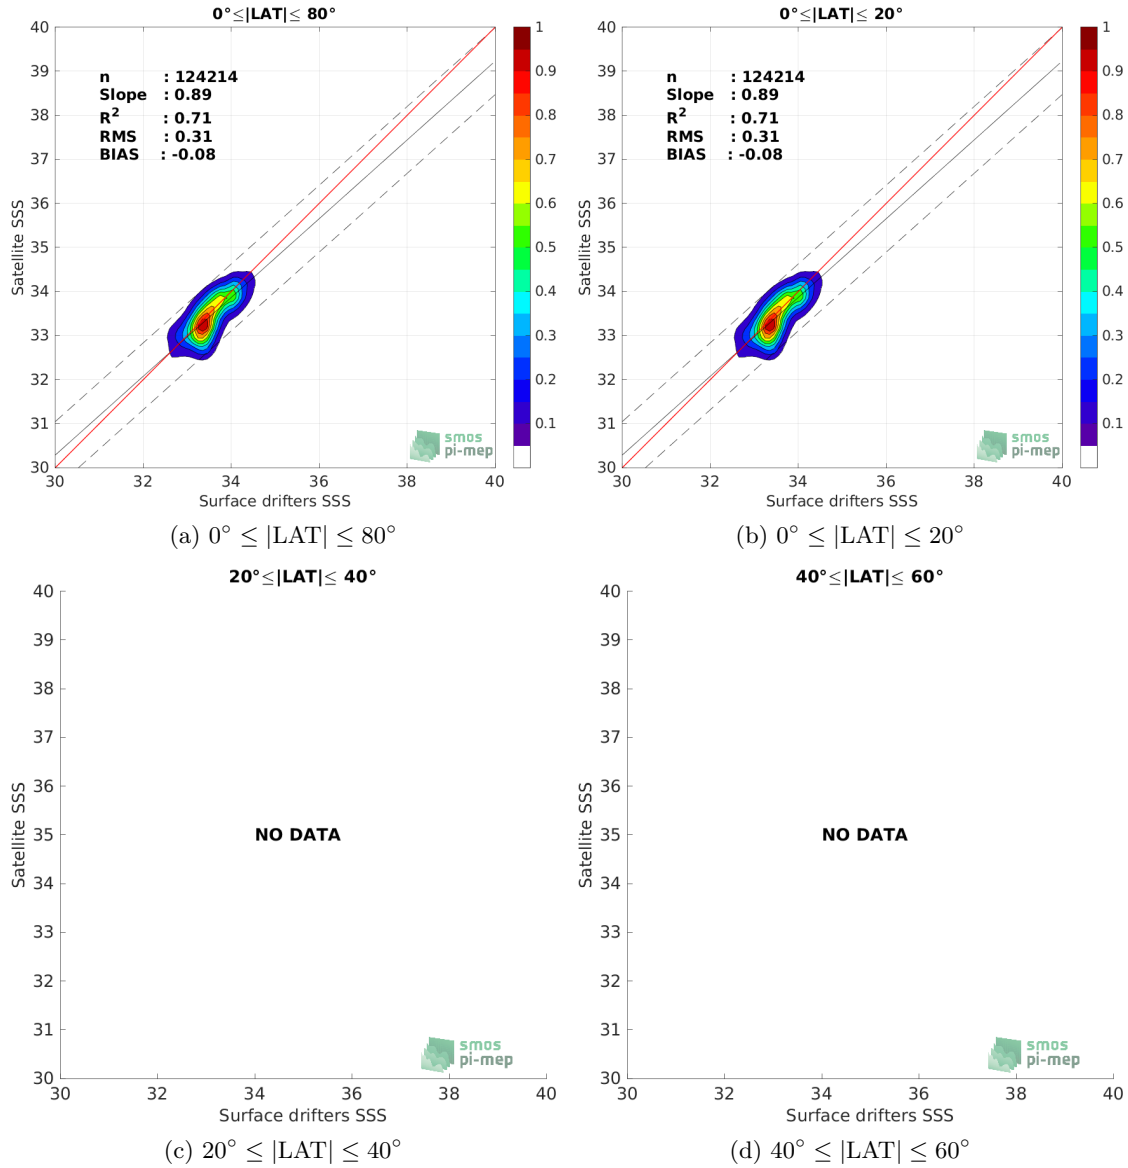 0°≤|LAT|≤ 80°
40
39
38
37
36
35
34
33
32
31
30
Satellite SSS
n : 124214
Slope : 0.89
R² : 0.71
RMS : 0.31
BIAS : -0.08
smos
pi-mep
30 32 34 36 38 40
Surface drifters SSS
1
0.9
0.8
0.7
0.6
0.5
0.4
0.3
0.2
0.1
(a) 0° ≤ |LAT| ≤ 80°
0°≤|LAT|≤ 20°
40
39
38
37
36
35
34
33
32
31
30
Satellite SSS
n : 124214
Slope : 0.89
R² : 0.71
RMS : 0.31
BIAS : -0.08
smos
pi-mep
30 32 34 36 38 40
Surface drifters SSS
1
0.9
0.8
0.7
0.6
0.5
0.4
0.3
0.2
0.1
(b) 0° ≤ |LAT| ≤ 20°
20°≤|LAT|≤ 40°
40
39
38
37
36
35
34
33
32
31
30
Satellite SSS
NO DATA
smos
pi-mep
30 32 34 36 38 40
Surface drifters SSS
(c) 20° ≤ |LAT| ≤ 40°
40°≤|LAT|≤ 60°
40
39
38
37
36
35
34
33
32
31
30
Satellite SSS
NO DATA
smos
pi-mep
30 32 34 36 38 40
Surface drifters SSS
(d) 40° ≤ |LAT| ≤ 60°